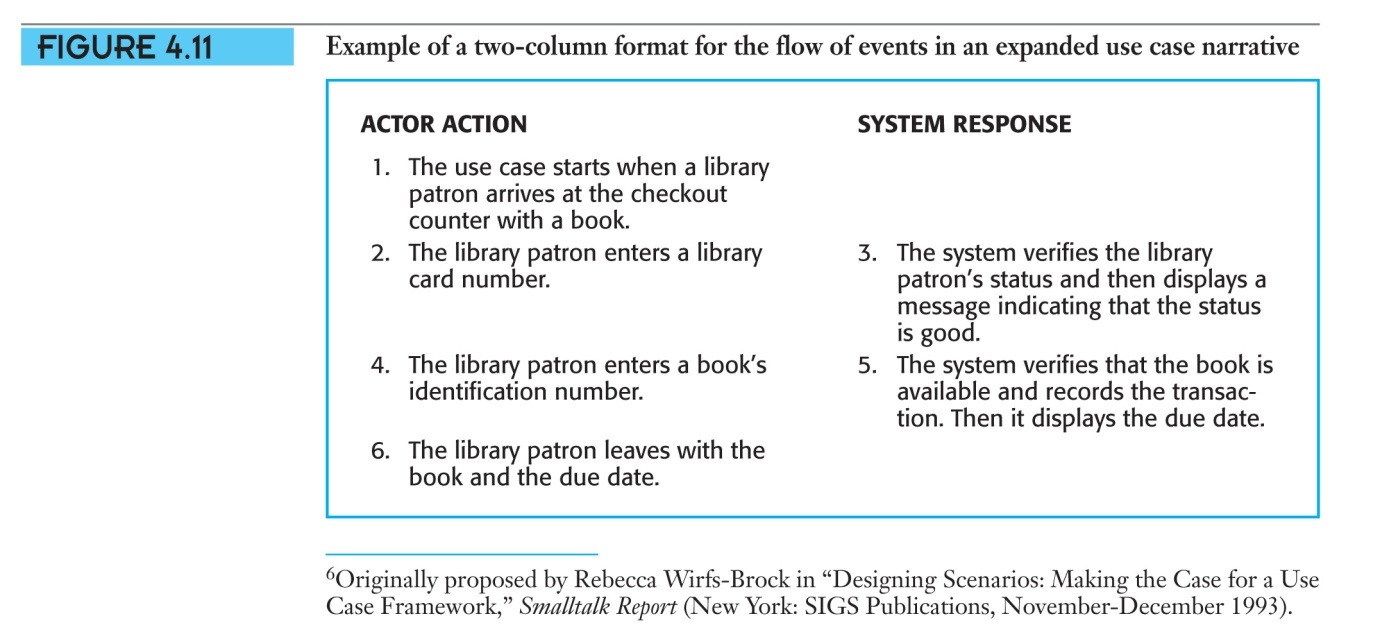 FIGURE 4.11
Example of a two-column format for the flow of events in an expanded use case narrative
ACTOR ACTION
SYSTEM RESPONSE
1. The use case starts when a library
patron arrives at the checkout
counter with a book.
2. The library patron enters a library
card number.
3. The system verifies the library
patron’s status and then displays a
message indicating that the status
is good.
4. The library patron enters a book’s
identification number.
5. The system verifies that the book is
available and records the transac-
tion. Then it displays the due date.
6. The library patron leaves with the
book and the due date.
⁶Originally proposed by Rebecca Wirfs-Brock in “Designing Scenarios: Making the Case for a Use
Case Framework,” Smalltalk Report (New York: SIGS Publications, November-December 1993).